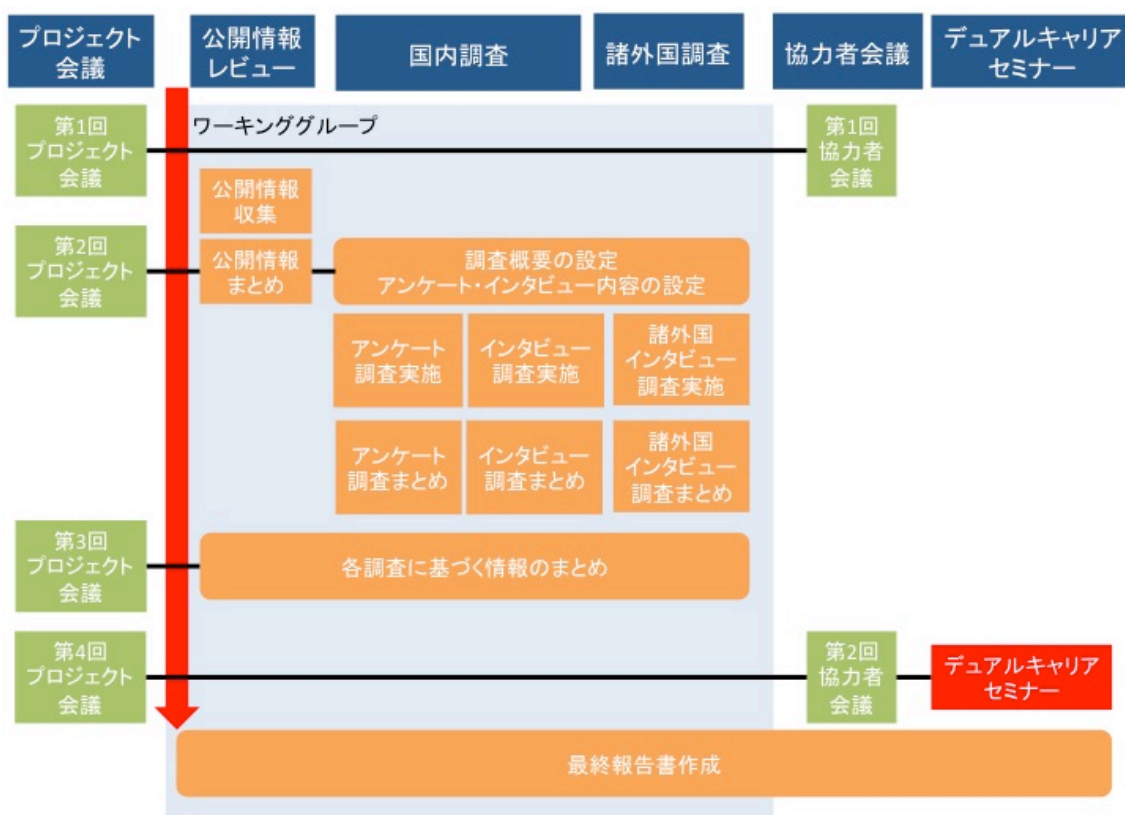 プロジェクト
会議
公開情報
レビュー
国内調査
諸外国調査
協力者会議
デュアルキャリア
セミナー
第1回
プロジェクト
会議
ワーキンググループ
第1回
協力者
会議
公開情報
収集
第2回
プロジェクト
会議
公開情報
まとめ
調査概要の設定
アンケート・インタビュー内容の設定
アンケート
調査実施
インタビュー
調査実施
諸外国
インタビュー
調査実施
アンケート
調査まとめ
インタビュー
調査まとめ
諸外国
インタビュー
調査まとめ
第3回
プロジェクト
会議
各調査に基づく情報のまとめ
第4回
プロジェクト
会議
第2回
協力者
会議
デュアルキャリア
セミナー
最終報告書作成